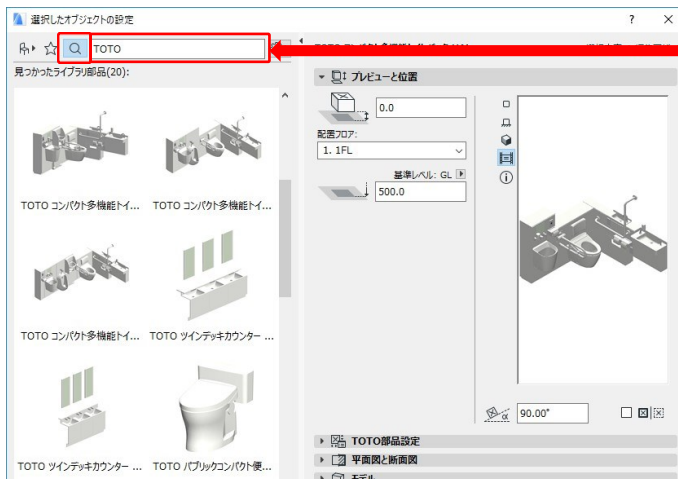 選択したオブジェクトの設定
? ×
TOTO
見つかったライブラリ部品(20):
TOTO コンパクト多機能トイ... TOTO コンパクト多機能トイ...
TOTO コンパクト多機能トイ... TOTO ツインデッキカウンター ...
TOTO ツインデッキカウンター ... TOTO パブリックコンパクト便...
プレビューと位置
0.0
配置フロア:
1. 1FL
基準レベル: GL
500.0
α 90.00°
TOTO部品設定
平面図と断面図
モデル